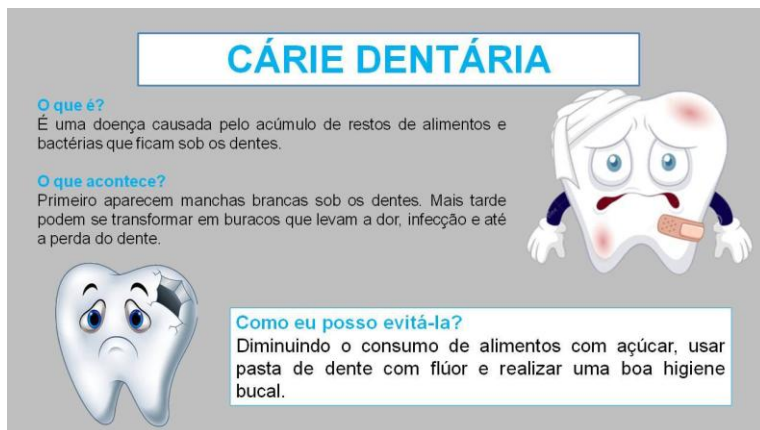 CÁRIE DENTÁRIA
O que é?
É uma doença causada pelo acúmulo de restos de alimentos e
bactérias que ficam sob os dentes.
O que acontece?
Primeiro aparecem manchas brancas sob os dentes. Mais tarde
podem se transformar em buracos que levam a dor, infecção e até
a perda do dente.
Como eu posso evitá-la?
Diminuindo o consumo de alimentos com açúcar, usar
pasta de dente com flúor e realizar uma boa higiene
bucal.